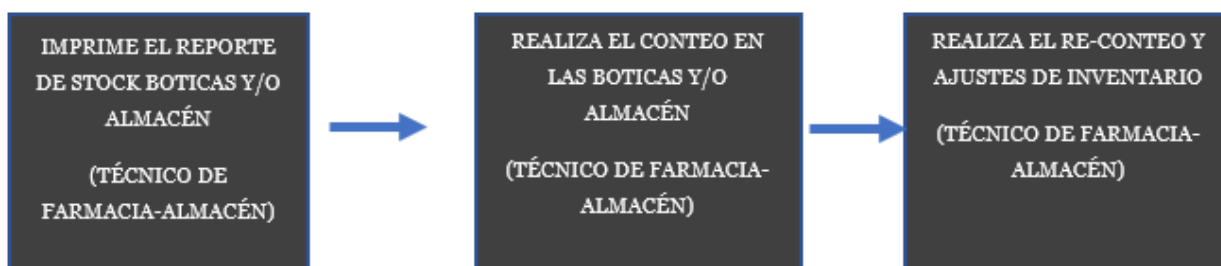 IMPRIME EL REPORTE
DE STOCK BOTICAS Y/O
ALMACÉN
(TÉCNICO DE
FARMACIA-ALMACÉN)
REALIZA EL CONTEO EN
LAS BOTICAS Y/O
ALMACÉN
(TÉCNICO DE FARMACIA-
ALMACÉN)
REALIZA EL RE-CONTEO Y
AJUSTES DE INVENTARIO
(TÉCNICO DE FARMACIA-
ALMACÉN)